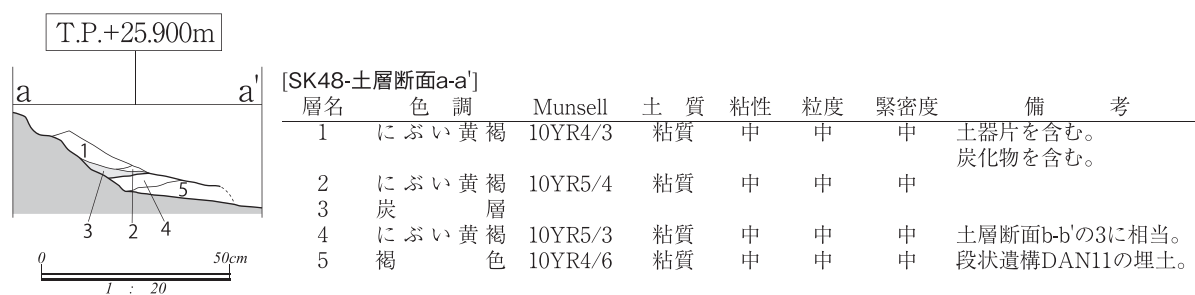 T.P.+25.900m
a a'
1
5
3 2 4
0 50cm
1 : 20
[SK48-土層断面a-a']
層名 色調 Munsell 土質 粘性 粒度 緊密度 備考
1 にぶい黄褐 10YR4/3 粘質 中 中 中 土器片を含む。
炭化物を含む。
2 にぶい黄褐 10YR5/4 粘質 中 中 中
3 炭層
4 にぶい黄褐 10YR5/3 粘質 中 中 中 土層断面b-b'の3に相当。
5 褐色 10YR4/6 粘質 中 中 中 段状遺構DAN11の埋土。